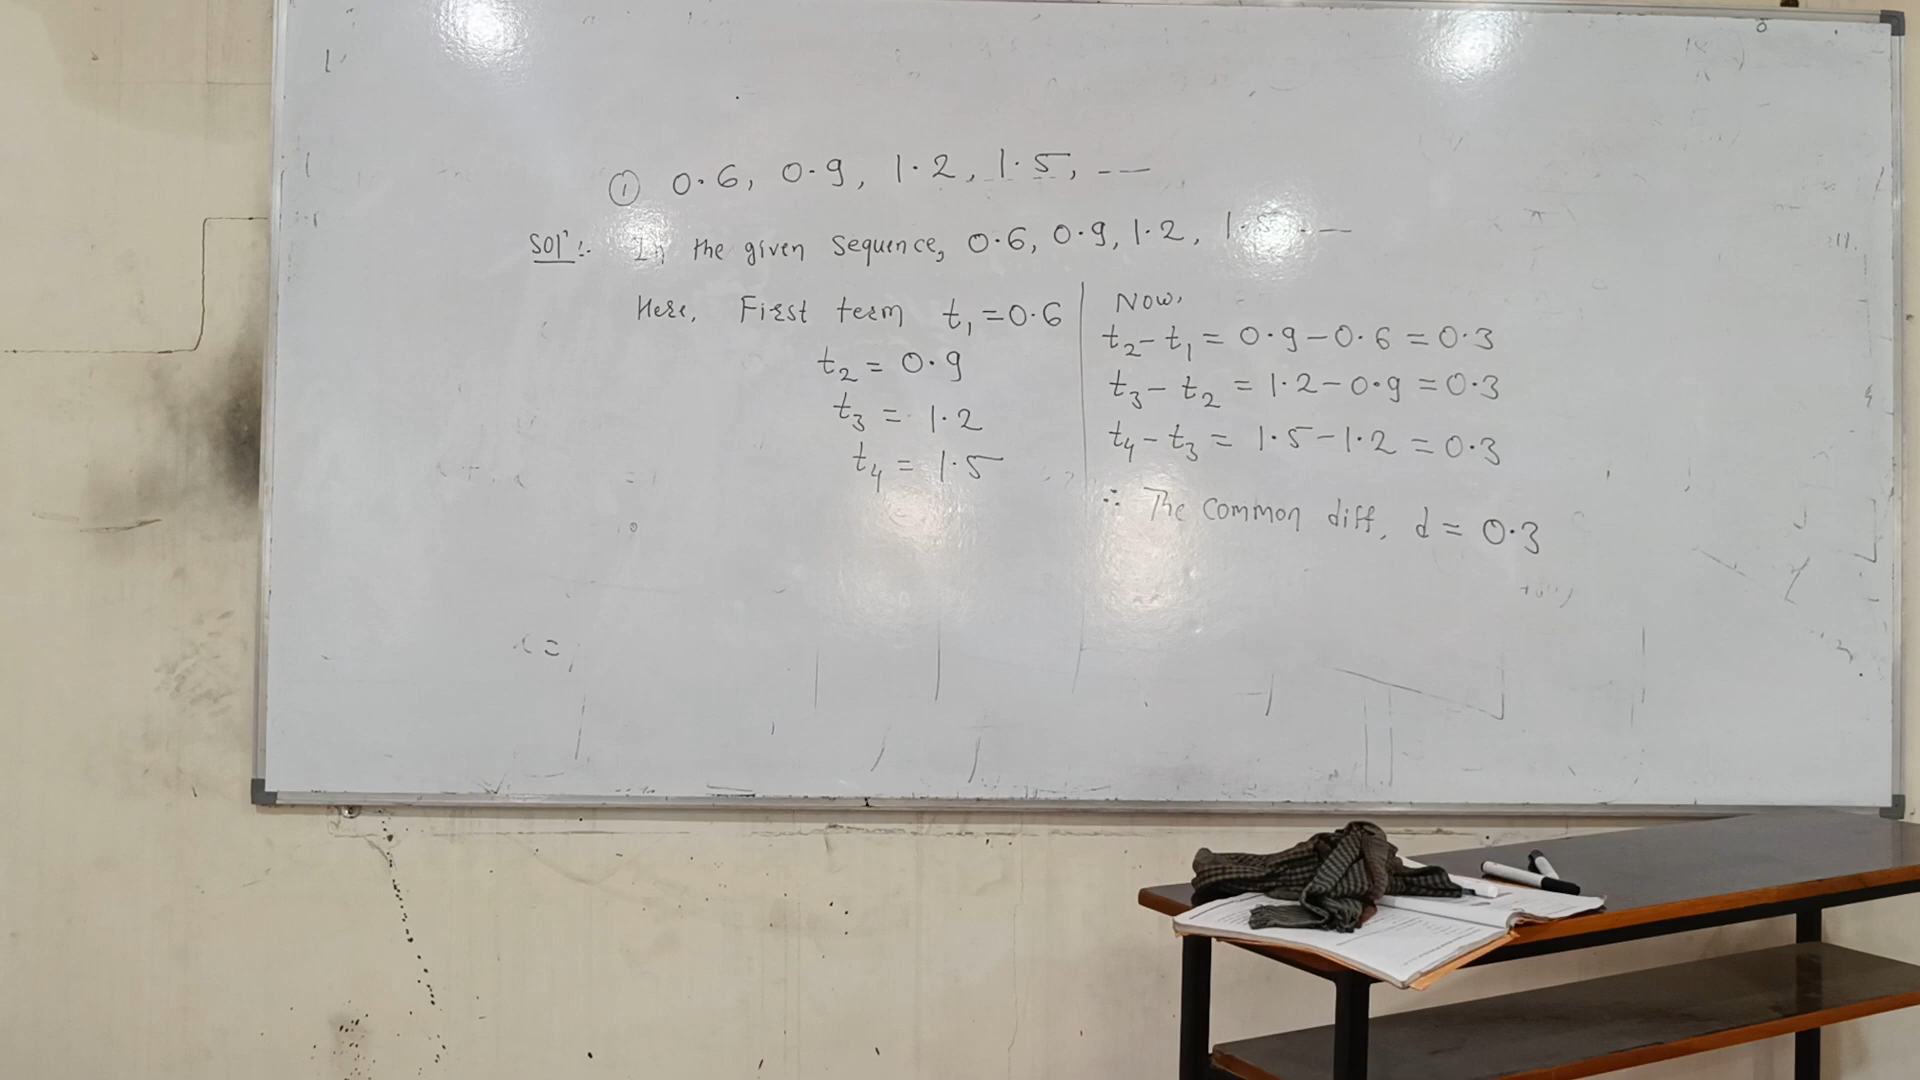 ① 0.6, 0.9, 1.2, 1.5, ---
Solⁿ:- In the given sequence, 0.6, 0.9, 1.2, 1.5 ---
Here, First term t₁ = 0.6
t₂ = 0.9
t₃ = 1.2
t₄ = 1.5
Now,
t₂ - t₁ = 0.9 - 0.6 = 0.3
t₃ - t₂ = 1.2 - 0.9 = 0.3
t₄ - t₃ = 1.5 - 1.2 = 0.3
∴ The common diff, d = 0.3